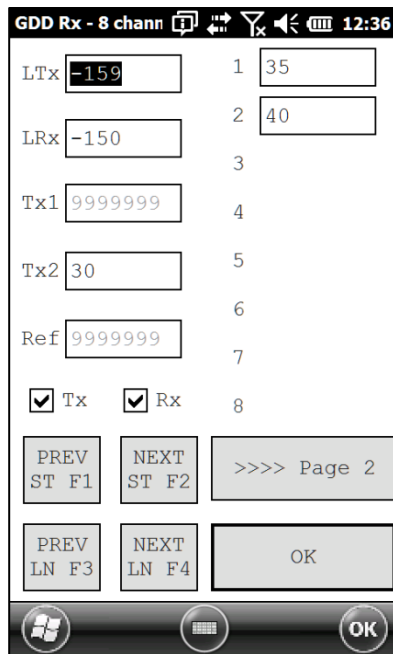 GDD Rx - 8 chann 12:36
LTx -159
LRx -150
Tx1 9999999
Tx2 30
Ref 9999999
Tx Rx
1 35
2 40
3
4
5
6
7
8
PREV ST F1
NEXT ST F2
>>>> Page 2
PREV LN F3
NEXT LN F4
OK
OK